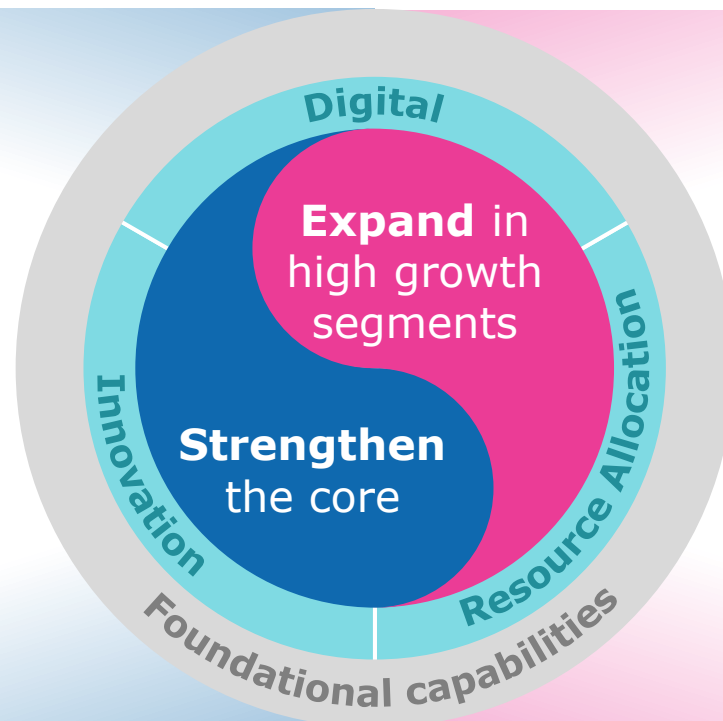 Digital
Expand in
high growth
segments
Strengthen
the core
Innovation
Resource Allocation
Foundational capabilities